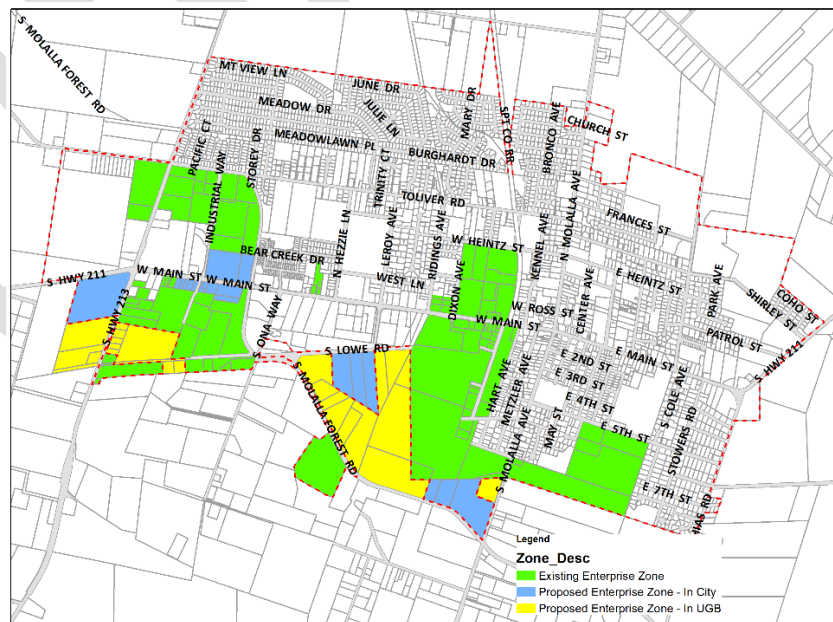 S MOLALLA FOREST RD
MT VIEW LN
JUNE DR
MEADOW DR
JULIE LN
MARY DR
SPT CO RR
BRONCO AVE
CHURCH ST
PACIFIC CT
MEADOWLAWN PL
BURGHARDT DR
INDUSTRIAL WAY
STOREY DR
TRINITY CT
TOLIVER RD
N HEZZIE LN
LEROY AVE
RIDINGS AVE
W HEINTZ ST
KENNEL AVE
N MOLALLA AVE
FRANCES ST
BEAR CREEK DR
DIXON AVE
E HEINTZ ST
PARK AVE
COHO ST
SHIRLEY ST
S HWY 211
W MAIN ST
W MAIN ST
WEST LN
W ROSS ST
CENTER AVE
W MAIN ST
E MAIN ST
PATROL ST
S HWY 213
S ONA WAY
S LOWE RD
E 2ND ST
E 3RD ST
E 4TH ST
S HWY 211
S MOLALLA FOREST RD
HART AVE
METZLER AVE
MAY ST
E 5TH ST
S COLE AVE
STOWERS RD
S MOLALLA AVE
E 7TH ST
HIAS RD
Legend
Zone_Desc
Existing Enterprise Zone
Proposed Enterprise Zone - In City
Proposed Enterprise Zone - In UGB